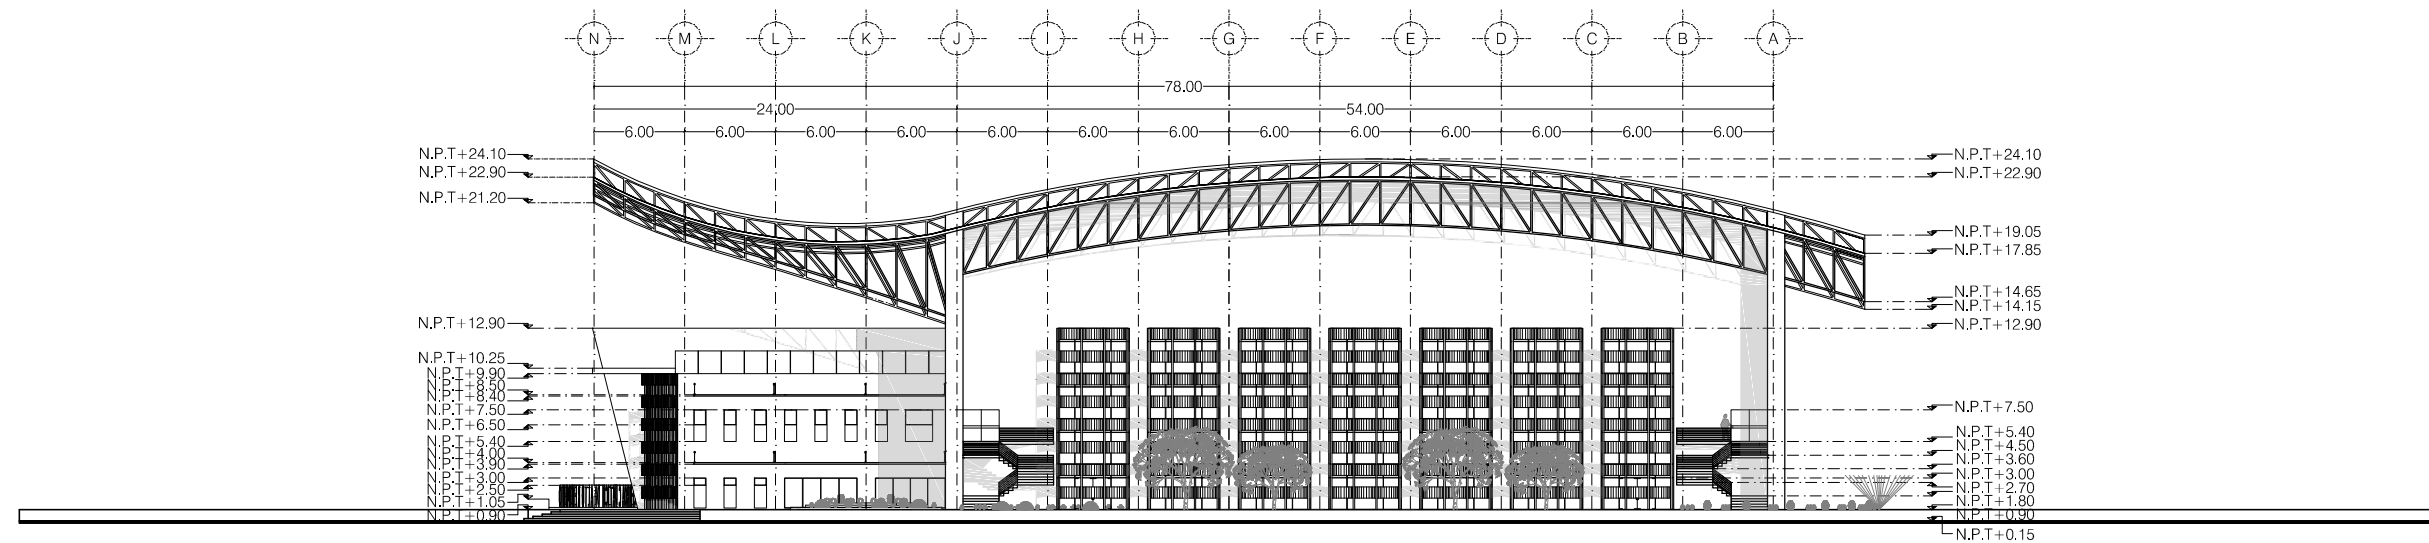 N M L K J I H G F E D C B A
78.00
24.00 54.00
6.00 6.00 6.00 6.00 6.00 6.00 6.00 6.00 6.00 6.00 6.00 6.00 6.00
N.P.T+24.10
N.P.T+22.90
N.P.T+21.20
N.P.T+12.90
N.P.T+10.25
N.P.T+9.90
N.P.T+8.50
N.P.T+8.40
N.P.T+7.50
N.P.T+6.50
N.P.T+5.40
N.P.T+4.00
N.P.T+3.90
N.P.T+3.00
N.P.T+2.50
N.P.T+1.05
N.P.T+0.90
N.P.T+24.10
N.P.T+22.90
N.P.T+19.05
N.P.T+17.85
N.P.T+14.65
N.P.T+14.15
N.P.T+12.90
N.P.T+7.50
N.P.T+5.40
N.P.T+4.50
N.P.T+3.60
N.P.T+3.00
N.P.T+2.70
N.P.T+1.80
N.P.T+0.90
N.P.T+0.15